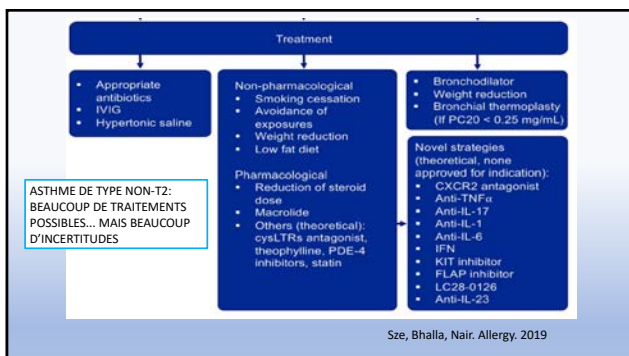 Treatment
• Appropriate
antibiotics
• IVIG
• Hypertonic saline
Non-pharmacological
• Smoking cessation
• Avoidance of
exposures
• Weight reduction
• Low fat diet
Pharmacological
• Reduction of steroid
dose
• Macrolide
• Others (theoretical):
cysLTRs antagonist,
theophylline, PDE-4
inhibitors, statin
• Bronchodilator
• Weight reduction
• Bronchial thermoplasty
(If PC20 < 0.25 mg/mL)
Novel strategies
(theoretical, none
approved for indication):
• CXCR2 antagonist
• Anti-TNFα
• Anti-IL-17
• Anti-IL-1
• Anti-IL-6
• IFN
• KIT inhibitor
• FLAP inhibitor
• LC28-0126
• Anti-IL-23
ASTHME DE TYPE NON-T2:
BEAUCOUP DE TRAITEMENTS
POSSIBLES... MAIS BEAUCOUP
D'INCERTITUDES
Sze, Bhalla, Nair. Allergy. 2019